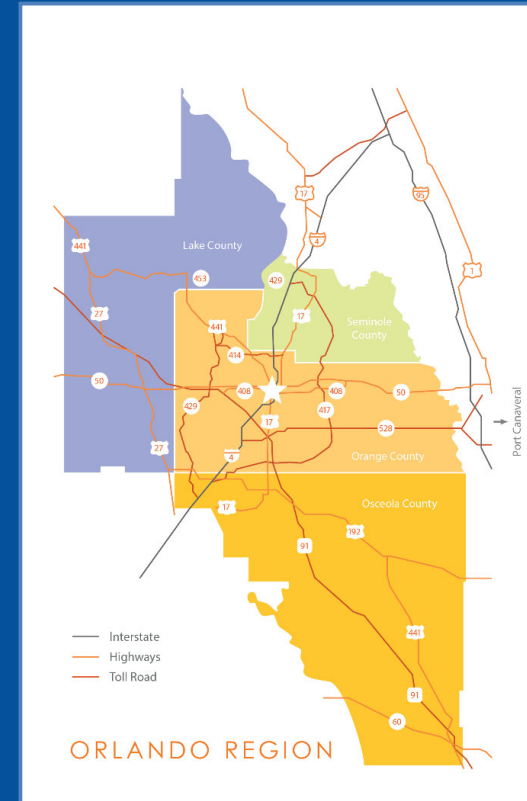 17
95
4
441
Lake County
1
453
429
27
17
Seminole
County
441
414
50
408
408
50
429
417
17
528
Port Canaveral
27
4
Orange County
17
Osceola County
192
91
441
Interstate
Highways
Toll Road
91
60
ORLANDO REGION